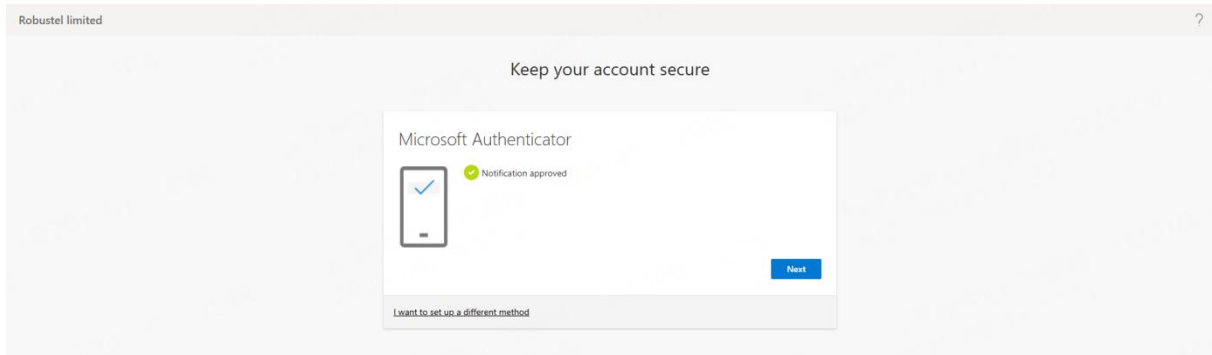 Robustel limited
?
Keep your account secure
Microsoft Authenticator
Notification approved
Next
I want to set up a different method